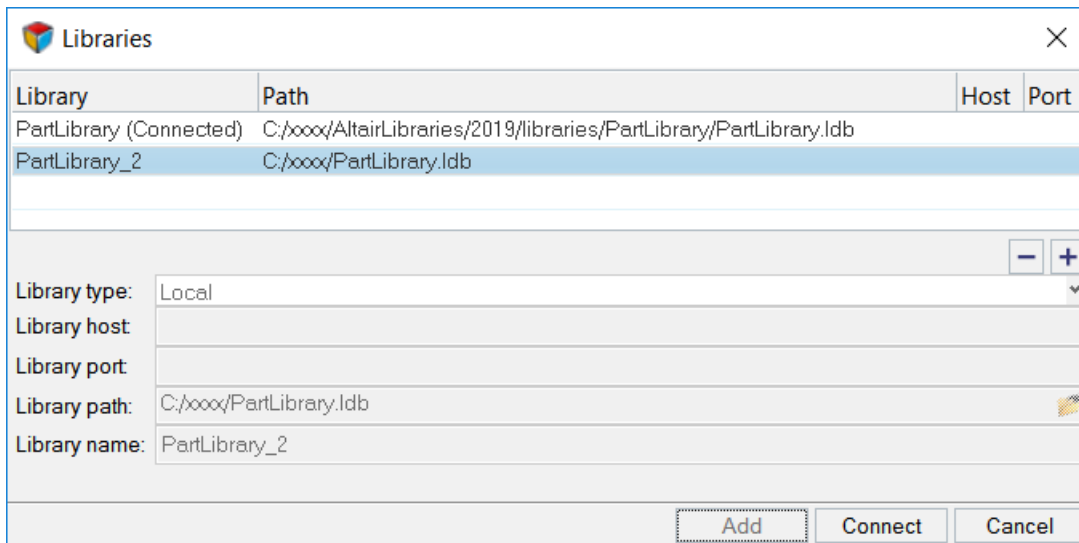 Libraries
Library Path Host Port
PartLibrary (Connected) C:/xxxx/AltairLibraries/2019/libraries/PartLibrary/PartLibrary.ldb
PartLibrary_2 C:/xxxx/PartLibrary.ldb
Library type: Local
Library host:
Library port:
Library path: C:/xxxx/PartLibrary.ldb
Library name: PartLibrary_2
Add Connect Cancel